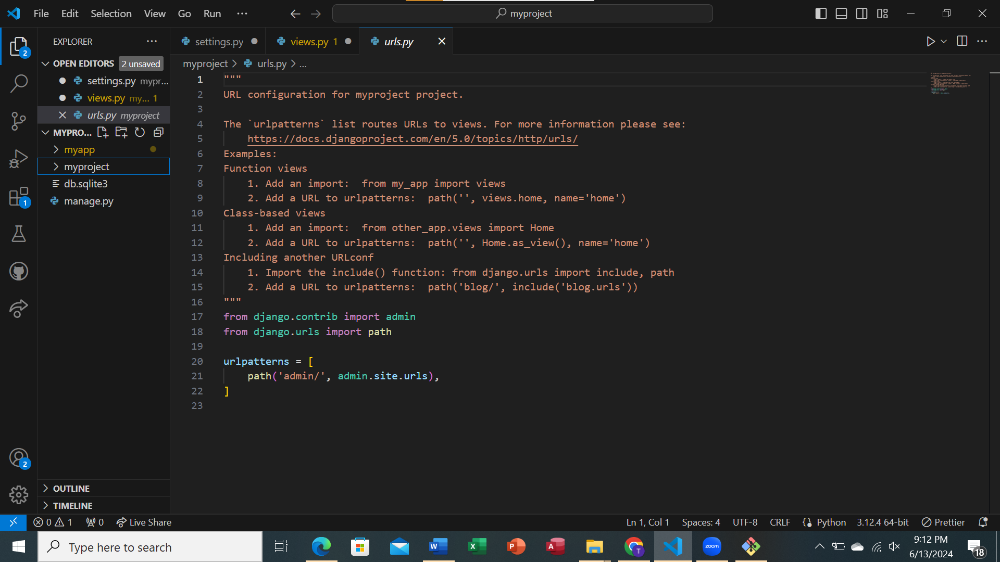 File Edit Selection View Go Run ...
myproject
EXPLORER ...
settings.py
views.py 1
urls.py
OPEN EDITORS 2 unsaved
settings.py mypr...
views.py my... 1
urls.py myproject
MYPRO...
myapp
myproject
db.sqlite3
manage.py
OUTLINE
TIMELINE
myproject > urls.py > ...
1 """
2 URL configuration for myproject project.
3
4 The `urlpatterns` list routes URLs to views. For more information please see:
5     https://docs.djangoproject.com/en/5.0/topics/http/urls/
6 Examples:
7 Function views
8     1. Add an import:  from my_app import views
9     2. Add a URL to urlpatterns:  path('', views.home, name='home')
10 Class-based views
11     1. Add an import:  from other_app.views import Home
12     2. Add a URL to urlpatterns:  path('', Home.as_view(), name='home')
13 Including another URLconf
14     1. Import the include() function: from django.urls import include, path
15     2. Add a URL to urlpatterns:  path('blog/', include('blog.urls'))
16 """
17 from django.contrib import admin
18 from django.urls import path
19
20 urlpatterns = [
21     path('admin/', admin.site.urls),
22 ]
23
2
1
2
0 1 0 Live Share
Ln 1, Col 1 Spaces: 4 UTF-8 CRLF {} Python 3.12.4 64-bit Prettier
Type here to search
W
X
P
A
T
zoom
9:12 PM
6/13/2024
18